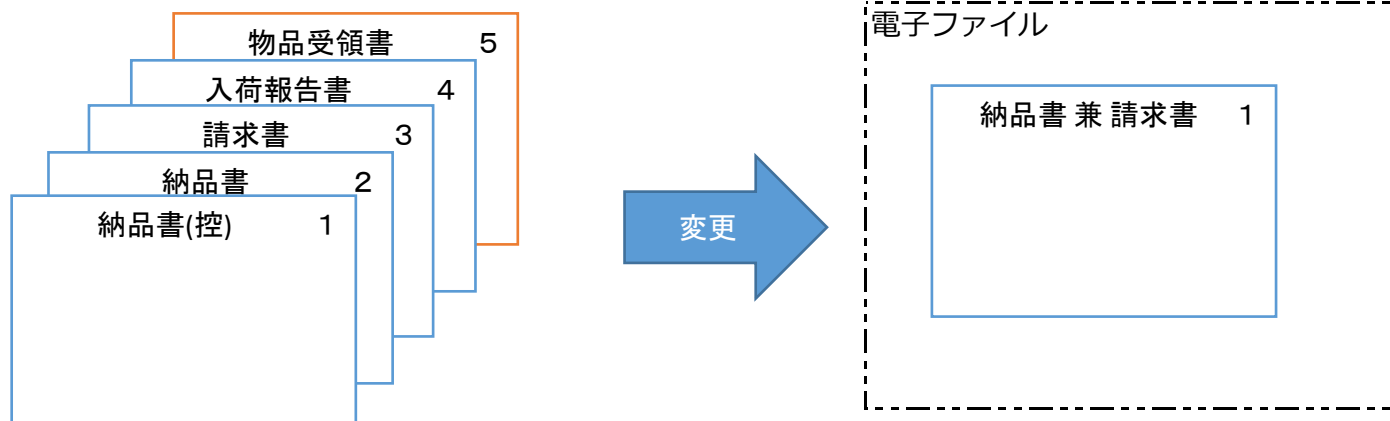 物品受領書 5
入荷報告書 4
請求書 3
納品書 2
納品書(控) 1
変更
電子ファイル
納品書 兼 請求書 1